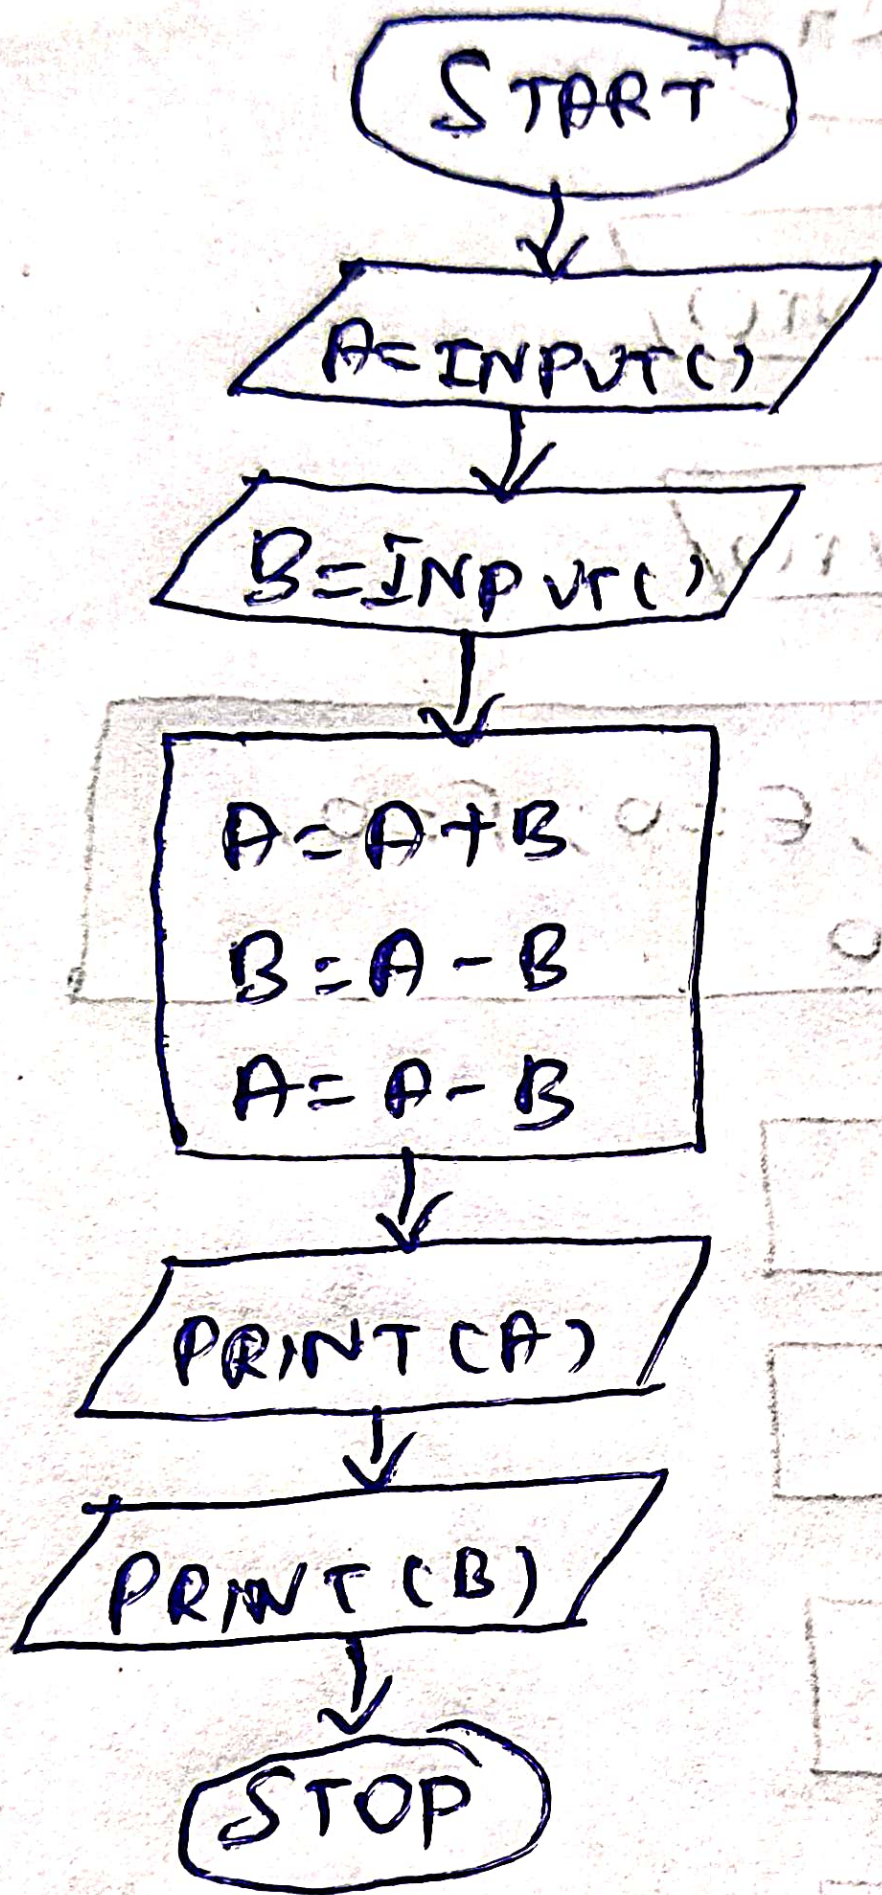 START
A=INPUT()
B=INPUT()
A=A+B
B=A-B
A=A-B
PRINT(A)
PRINT(B)
STOP